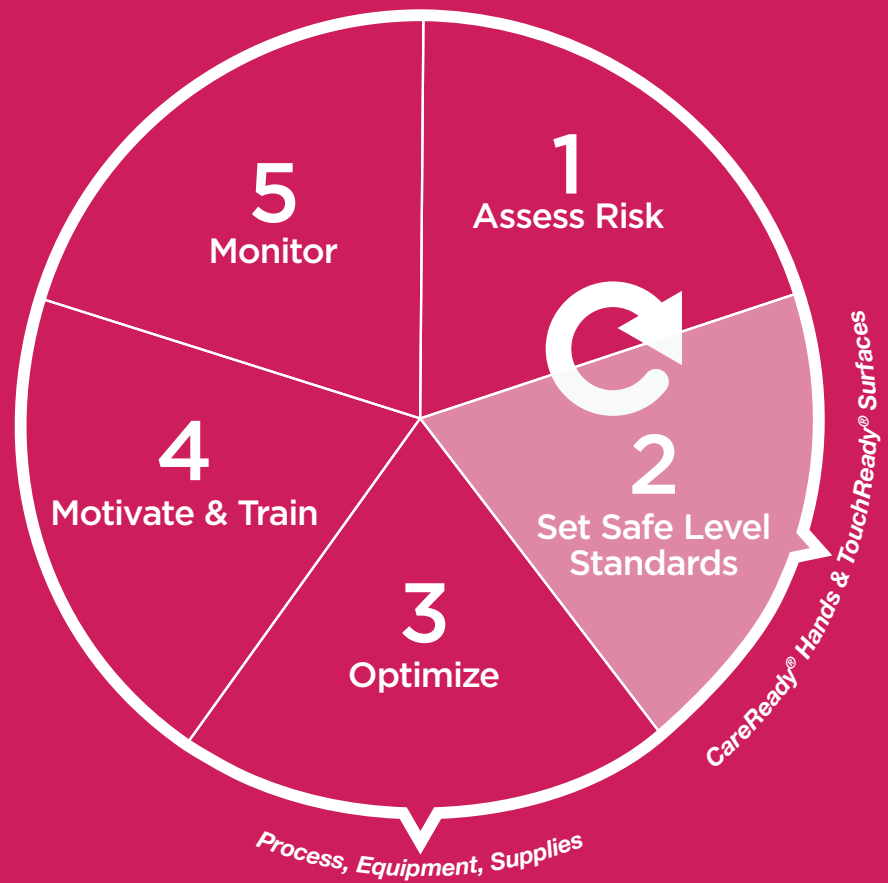 1
Assess Risk
2
Set Safe Level
Standards
CareReady® Hands & TouchReady® Surfaces
3
Optimize
Process, Equipment, Supplies
4
Motivate & Train
5
Monitor